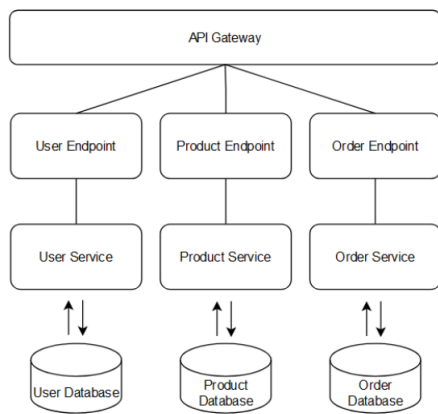 API Gateway
User Endpoint
Product Endpoint
Order Endpoint
User Service
Product Service
Order Service
User Database
Product
Database
Order
Database